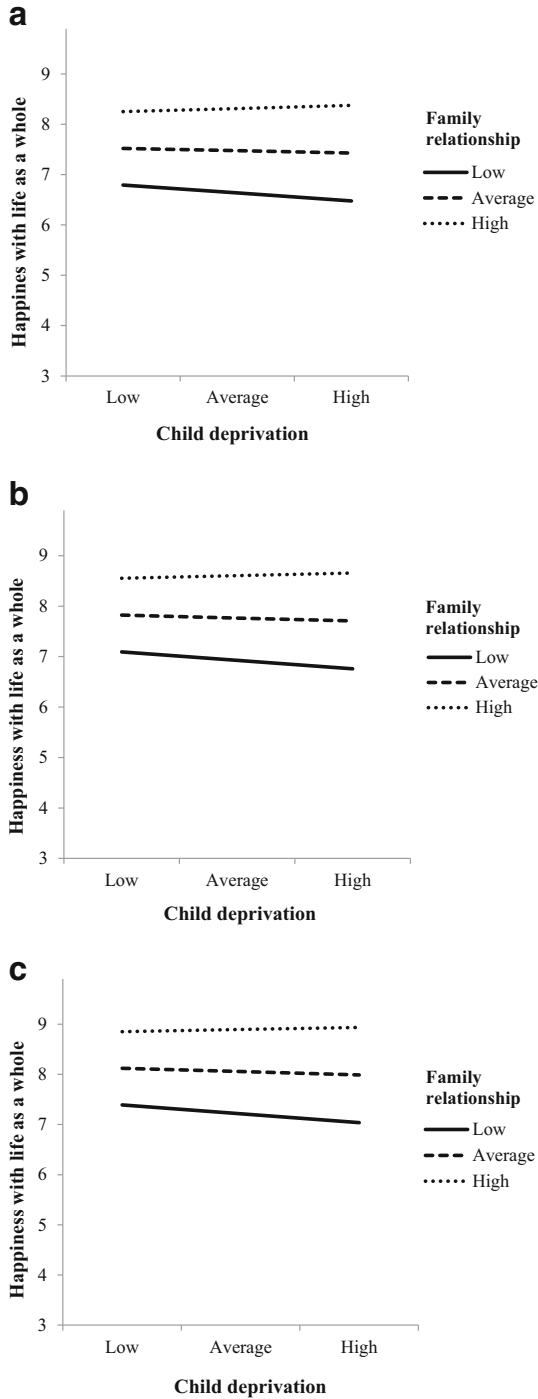 a
9
8
7
6
5
4
3
Happines with life as a whole
Low
Average
High
Child deprivation
Family
relationship
Low
Average
High
b
9
8
7
6
5
4
3
Happiness with life as a whole
Low
Average
High
Child deprivation
Family
relationship
Low
Average
High
c
9
8
7
6
5
4
3
Happiness with life as a whole
Low
Average
High
Child deprivation
Family
relationship
Low
Average
High